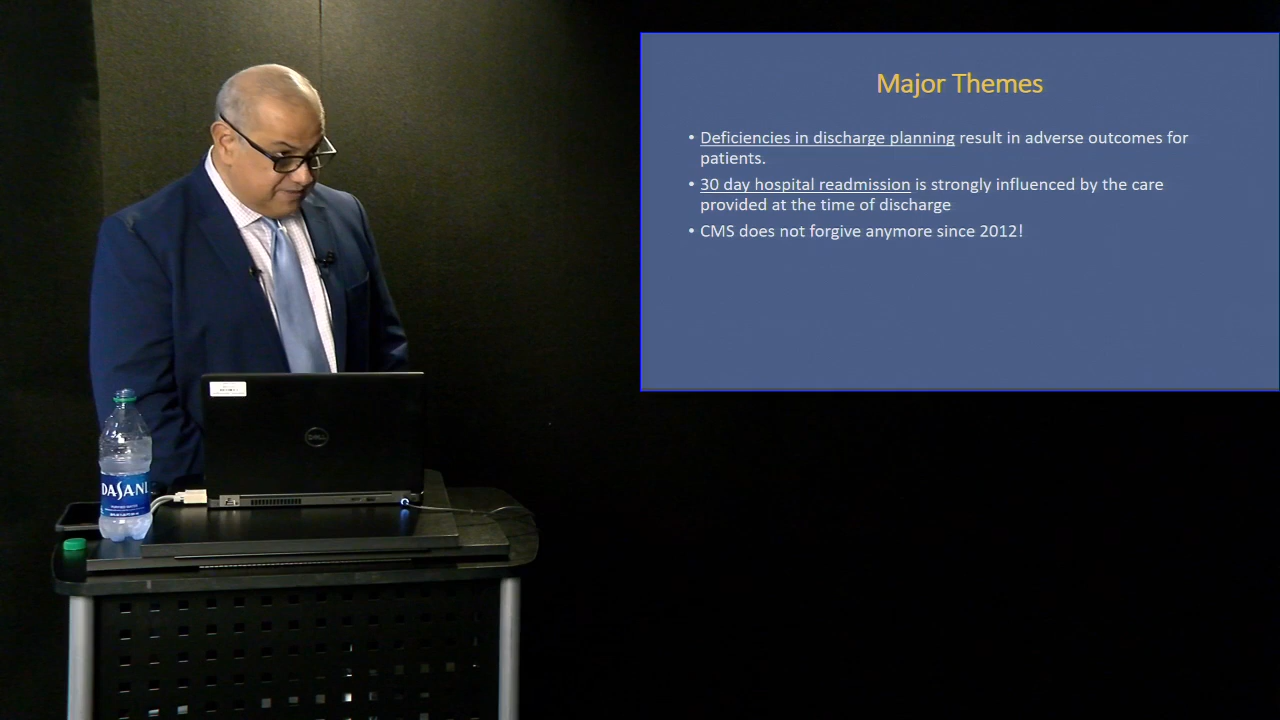 Major Themes
• Deficiencies in discharge planning result in adverse outcomes for
patients.
• 30 day hospital readmission is strongly influenced by the care
provided at the time of discharge
• CMS does not forgive anymore since 2012!
DELL
DASANI